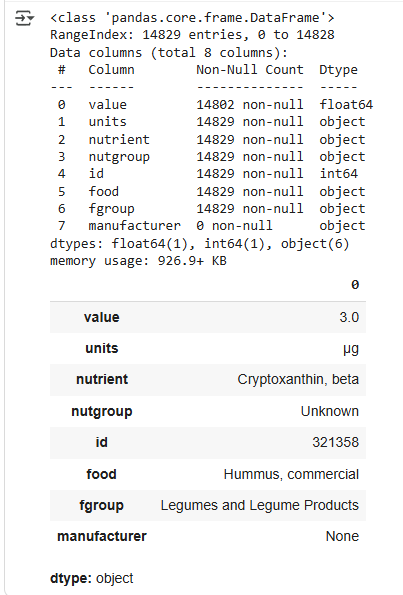 <class 'pandas.core.frame.DataFrame'>
RangeIndex: 14829 entries, 0 to 14828
Data columns (total 8 columns):
 #   Column        Non-Null Count  Dtype
---  ------        --------------  -----
 0   value         14802 non-null  float64
 1   units         14829 non-null  object
 2   nutrient      14829 non-null  object
 3   nutgroup      14829 non-null  object
 4   id            14829 non-null  int64
 5   food          14829 non-null  object
 6   fgroup        14829 non-null  object
 7   manufacturer  0 non-null      object
dtypes: float64(1), int64(1), object(6)
memory usage: 926.9+ KB
0
value 3.0
units µg
nutrient Cryptoxanthin, beta
nutgroup Unknown
id 321358
food Hummus, commercial
fgroup Legumes and Legume Products
manufacturer None
dtype: object